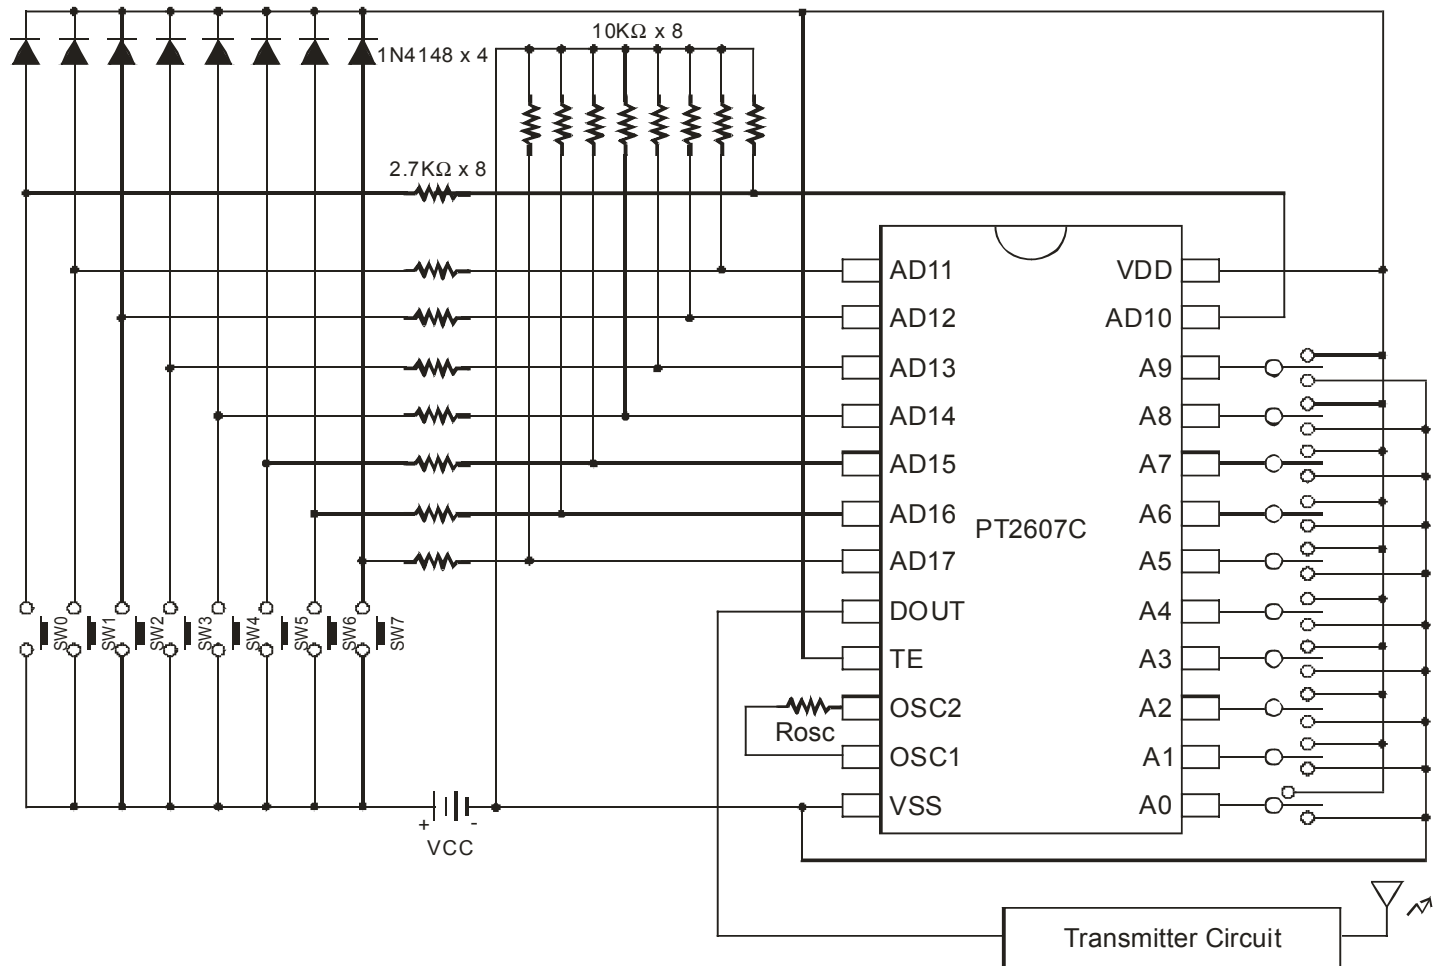 10KΩ x 8
1N4148 x 4
2.7KΩ x 8
AD11
AD12
AD13
AD14
AD15
AD16
AD17
DOUT
TE
OSC2
OSC1
VSS
VDD
AD10
A9
A8
A7
A6
A5
A4
A3
A2
A1
A0
PT2607C
SW0
SW1
SW2
SW3
SW4
SW5
SW6
SW7
Rosc
+
-
VCC
Transmitter Circuit